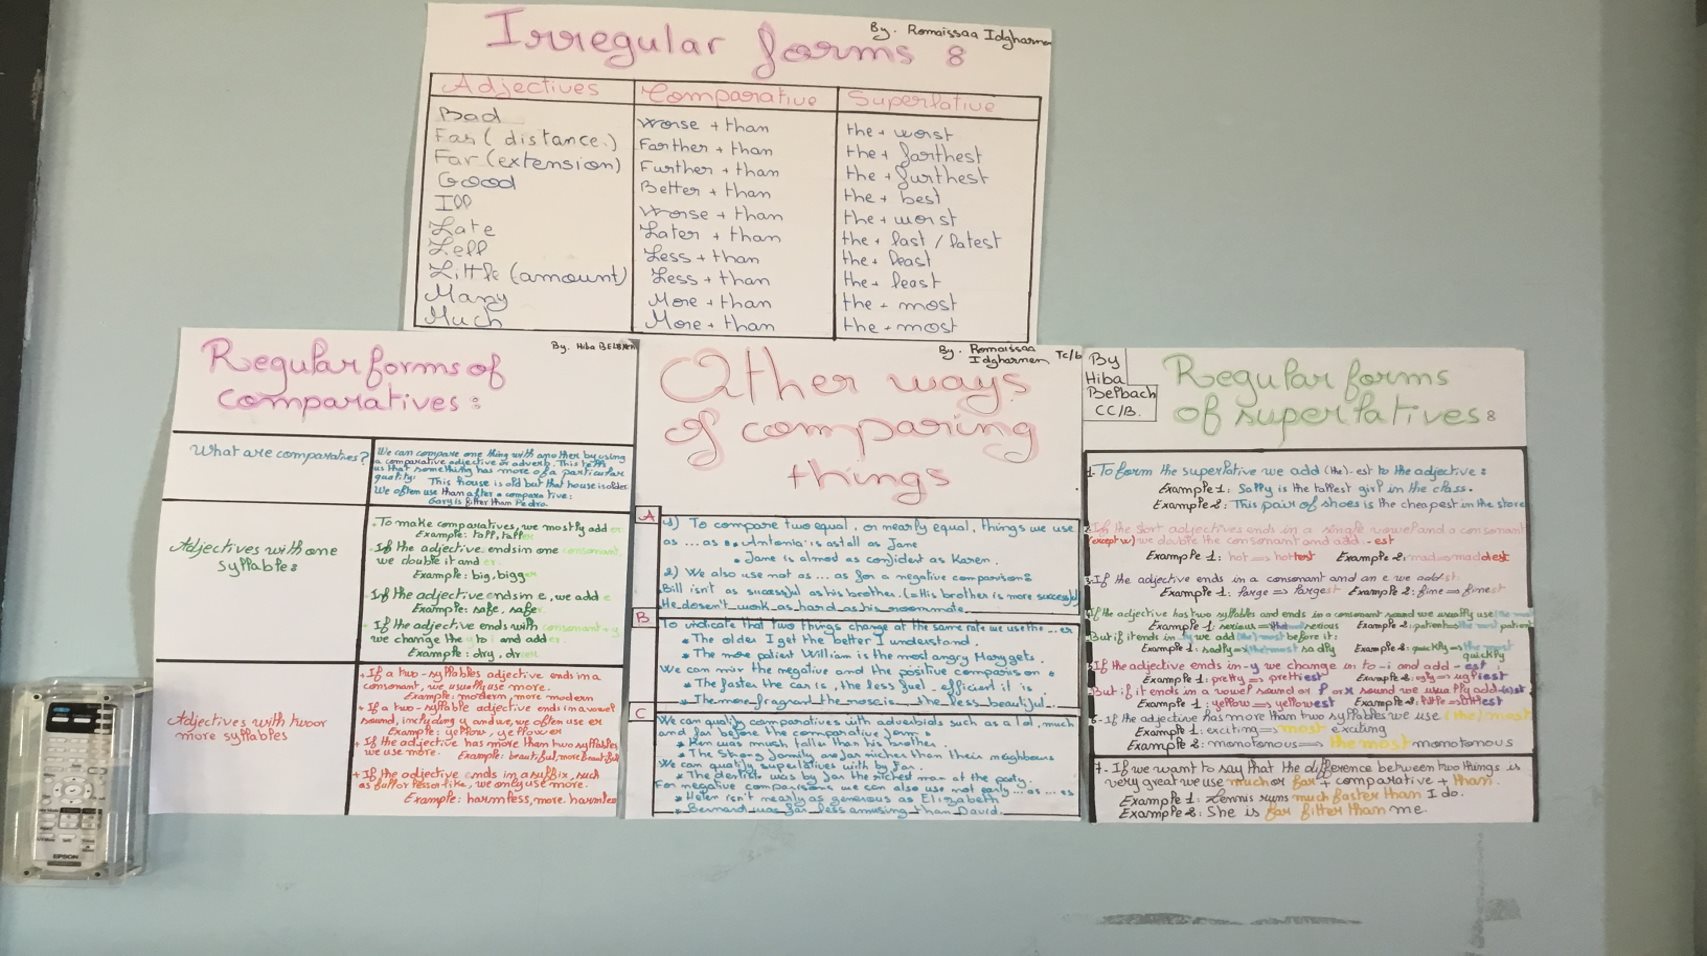 By. Romaissaa Idgharnen
Irregular forms 8
Adjectives Comparative Superlative
Bad Worse + than the + worst
Far (distance.) Farther + than the + farthest
Far (extension) Further + than the + furthest
Good Better + than the + best
Ill Worse + than the + worst
Late Later + than the + last / latest
Less + than the + least
Little (amount) Less + than the + least
Many More + than the + most
Much More + than the + most
By. Hiba
Regular forms of
comparatives :
What are comparatives?
We can compare one thing with another by using
a comparative adjective or adverb. This tells
us that something has more of a particular
quality: This house is old but that house is older.
We often use than after a comparative:
Gary is fitter than Pedro.
Adjectives with one
syllable:
To make comparatives, we mostly add er
Example: tall, taller
If the adjective ends in one consonant,
we double it and er.
Example: big, bigger
If the adjective ends in e, we add
Example: safe, safer
If the adjective ends with consonant + y
we change the y to i and add er.
Example: dry, drier
Adjectives with two or
more syllables
If a two-syllables adjective ends in a
consonant, we usually use more.
Example: modern, more modern
If a two-syllable adjective ends in a vowel
sound, including y and we, we often use er
Example: yellow, yellower
If the adjective has more than two syllables
we use more.
Example: beautiful, more beautiful
If the adjective ends in a suffix, such
as ful or less or like, we only use more.
Example: harmless, more harmless
By. Romaissaa
Idgharnen Tc/b
Other ways
of comparing
things
A
1) To compare two equal, or nearly equal, things we use
as ... as : Antonia is as tall as Jane
Jane is almost as confident as Karen.
2) We also use not as ... as for a negative comparison:
Bill isn't as sucessful as his brother. (= His brother is more successful
He doesn't work as hard as his roommate.
B
To indicate that two things change at the same rate we use the ... er
* The older I get the better I understand.
* The more patient William is the most angry Mary gets.
We can mix the negative and the positive comparison :
* The faster the car is, the less fuel - efficient it is
* The more fragrant the rose is the less beautiful.
C
We can qualify comparatives with adverbials such as a lot, much
and far before the comparative form :
* Ken was much taller than his brother.
* The Strong family are far richer than their neighbours
We can qualify superlatives with by far.
* The dentist was by far the richest man at the party.
For negative comparisons we can also use not early ... as ... as
* Helen isn't nearly as generous as Elizabeth
* Bernard was far less amusing than David.
By
Hiba
Belbach
CC/B.
Regular forms
of superlatives 8
1-To form the superlative we add (the)-est to the adjective :
Example 1: Sally is the tallest girl in the class.
Example 2: This pair of shoes is the cheapest in the store
If the short adjectives ends in a single vowel and a consonant
(except w) we double the consonant and add -est
Example 1: hot => hottest Example 2: mad => maddest
If the adjective ends in a consonant and an e we add st.
Example 1: large => largest Example 2: fine => finest
If the adjective has two syllables and ends in a consonant sound we usually use the most
Example 1: serious => the most serious Example 2: patient => the most patient
But if it ends in -ly we add (the) most before it:
Example 1: sadly => the most sadly Example 2: quickly => the most
quickly
If the adjective ends in -y we change in to -i and add - est :
Example 1: pretty => prettiest Example 2: ugly => ugliest
But if it ends in a vowel sound or l or x sound we usually add -(e)st
Example 1: yellow => yellowest Example 2: little => littlest
6-If the adjective has more than two syllables we use (the) most
Example 1: exciting => most exciting
Example 2: monotonous => the most monotonous
7-If we want to say that the difference between two things is
very great we use much or far + comparative + than.
Example 1: Lennis runs much faster than I do.
Example 2: She is far fitter than me.
EPSON